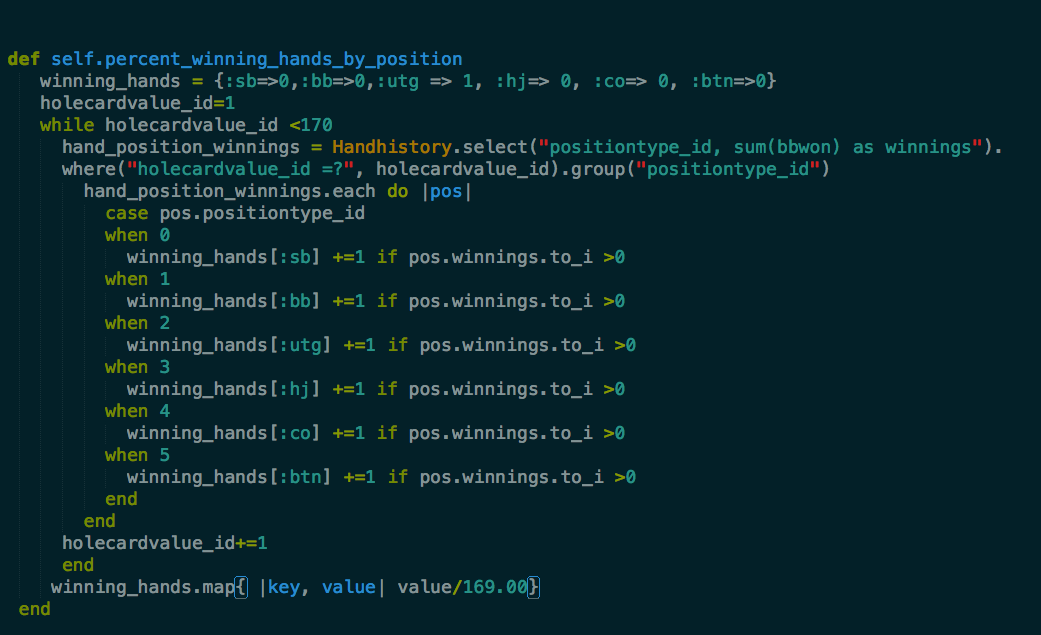 def self.percent_winning_hands_by_position
winning_hands = {:sb=>0,:bb=>0,:utg => 1, :hj=> 0, :co=> 0, :btn=>0}
holecardvalue_id=1
while holecardvalue_id <170
hand_position_winnings = Handhistory.select("positiontype_id, sum(bbwon) as winnings").
where("holecardvalue_id =?", holecardvalue_id).group("positiontype_id")
hand_position_winnings.each do |pos|
case pos.positiontype_id
when 0
winning_hands[:sb] +=1 if pos.winnings.to_i >0
when 1
winning_hands[:bb] +=1 if pos.winnings.to_i >0
when 2
winning_hands[:utg] +=1 if pos.winnings.to_i >0
when 3
winning_hands[:hj] +=1 if pos.winnings.to_i >0
when 4
winning_hands[:co] +=1 if pos.winnings.to_i >0
when 5
winning_hands[:btn] +=1 if pos.winnings.to_i >0
end
end
holecardvalue_id+=1
end
winning_hands.map{ |key, value| value/169.00}
end